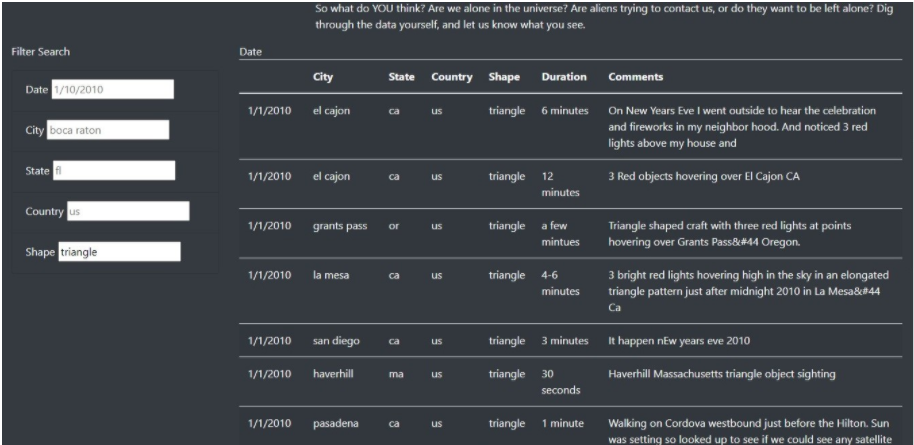 So what do YOU think? Are we alone in the universe? Are aliens trying to contact us, or do they want to be left alone? Dig
through the data yourself, and let us know what you see.
Filter Search
Date 1/10/2010
City boca raton
State fl
Country us
Shape triangle
Date
City State Country Shape Duration Comments
1/1/2010 el cajon ca us triangle 6 minutes On New Years Eve I went outside to hear the celebration
and fireworks in my neighbor hood. And noticed 3 red
lights above my house and
1/1/2010 el cajon ca us triangle 12 3 Red objects hovering over El Cajon CA
minutes
1/1/2010 grants pass or us triangle a few Triangle shaped craft with three red lights at points
mintues hovering over Grants Pass&#44 Oregon.
1/1/2010 la mesa ca us triangle 4-6 3 bright red lights hovering high in the sky in an elongated
minutes triangle pattern just after midnight 2010 in La Mesa&#44
Ca
1/1/2010 san diego ca us triangle 3 minutes It happen nEw years eve 2010
1/1/2010 haverhill ma us triangle 30 Haverhill Massachusetts triangle object sighting
seconds
1/1/2010 pasadena ca us triangle 1 minute Walking on Cordova westbound just before the Hilton. Sun
was setting so looked up to see if we could see any satellite